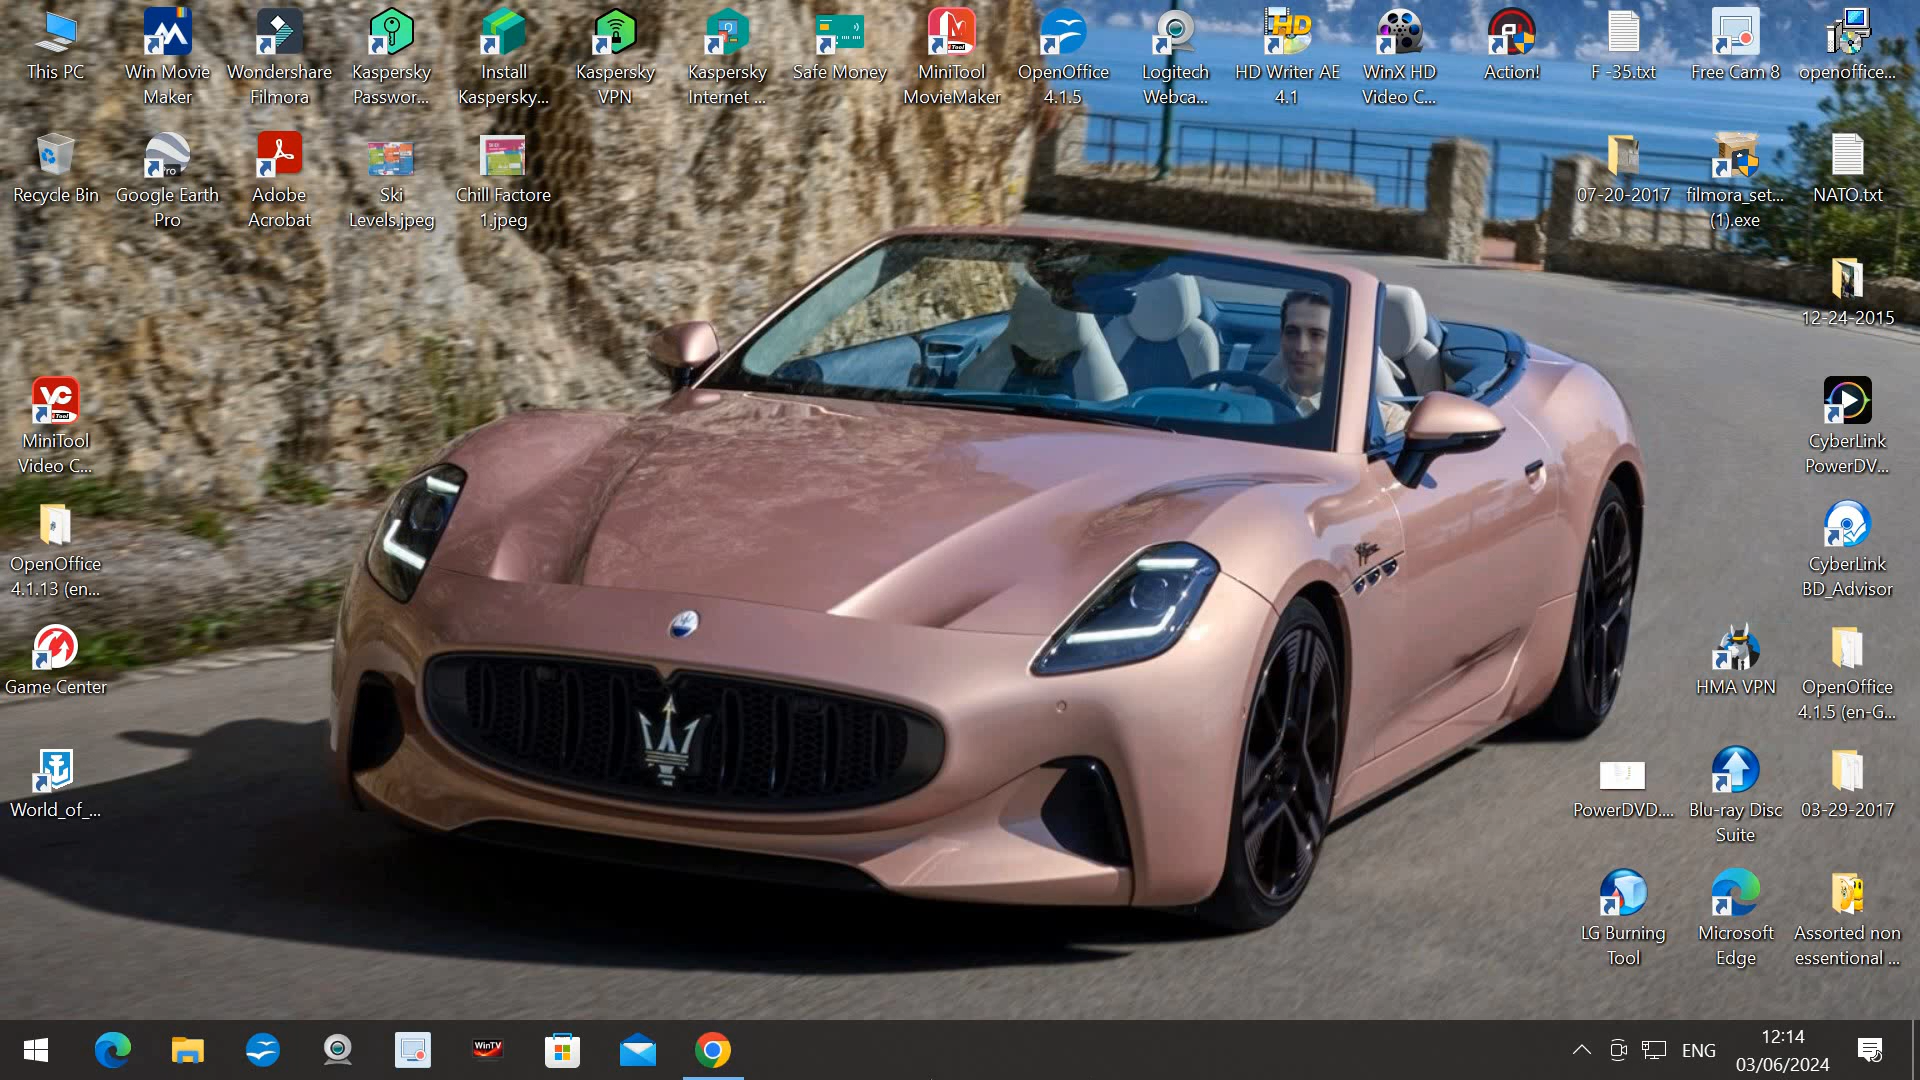 This PC
Win Movie
Maker
Wondershare
Filmora
Kaspersky
Passwor...
Install
Kaspersky...
Kaspersky
VPN
Kaspersky
Internet ...
Safe Money
MiniTool
MovieMaker
OpenOffice
4.1.5
Logitech
Webca...
HD Writer AE
4.1
WinX HD
Video C...
Action!
F -35.txt
Free Cam 8
openoffice...
Recycle Bin
Google Earth
Pro
Adobe
Acrobat
Ski
Levels.jpeg
Chill Factore
1.jpeg
07-20-2017
filmora_set...
(1).exe
NATO.txt
12-24-2015
MiniTool
Video C...
CyberLink
PowerDV...
OpenOffice
4.1.13 (en...
CyberLink
BD_Advisor
Game Center
HMA VPN
OpenOffice
4.1.5 (en-G...
World_of_...
PowerDVD....
Blu-ray Disc
Suite
03-29-2017
LG Burning
Tool
Microsoft
Edge
Assorted non
essentional ...
WinTV
ENG
12:14
03/06/2024